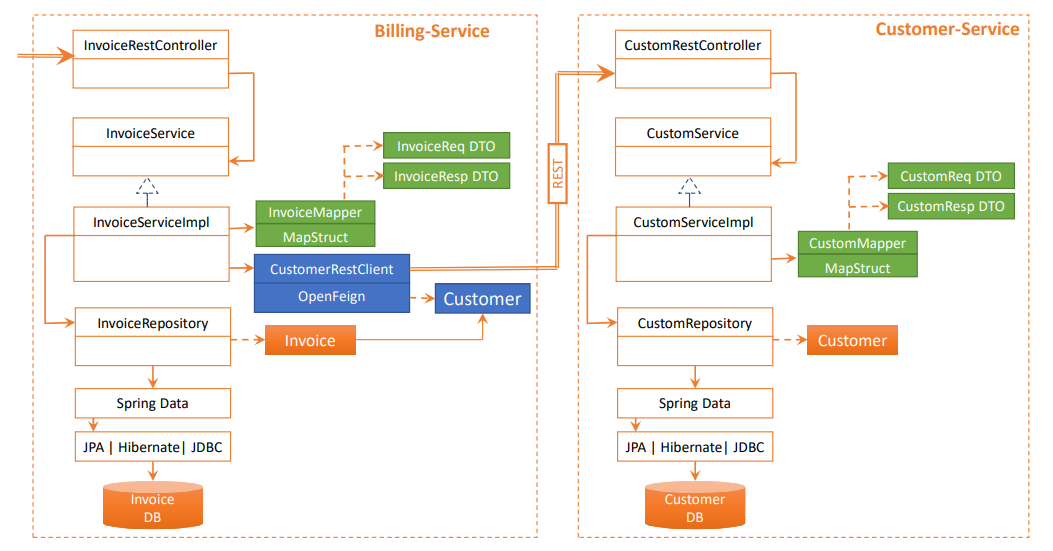 Billing-Service
InvoiceRestController
InvoiceService
InvoiceReq DTO
InvoiceResp DTO
InvoiceServiceImpl
InvoiceMapper
MapStruct
CustomerRestClient
OpenFeign
Customer
InvoiceRepository
Invoice
Spring Data
JPA | Hibernate| JDBC
Invoice
DB
REST
Customer-Service
CustomRestController
CustomService
CustomReq DTO
CustomResp DTO
CustomServiceImpl
CustomMapper
MapStruct
CustomRepository
Customer
Spring Data
JPA | Hibernate| JDBC
Customer
DB